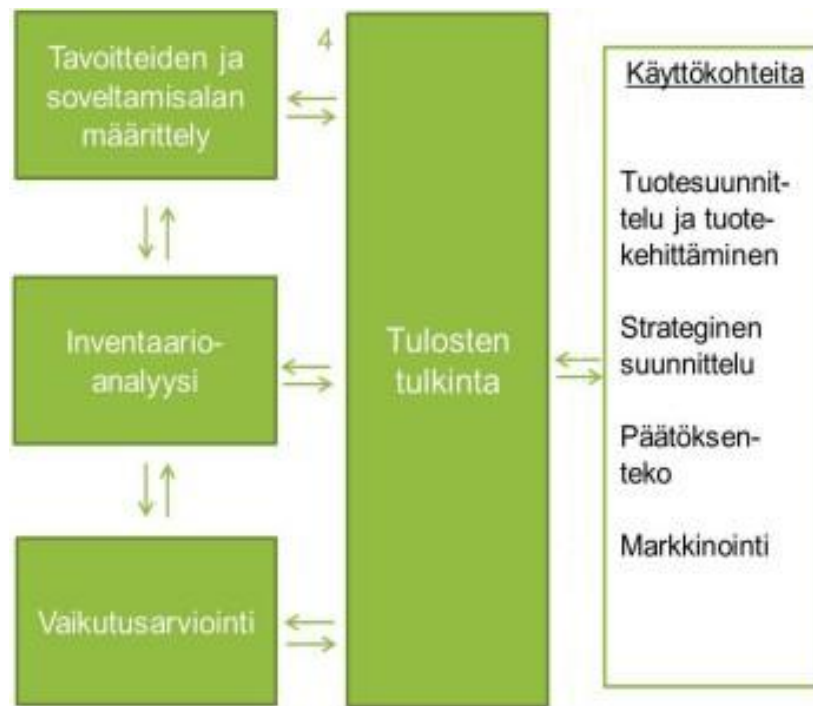 Tavoitteiden ja
soveltamisalan
määrittely
4
Inventaario-
analyysi
Vaikutusarviointi
Tulosten
tulkinta
Käyttökohteita
Tuotesuunnit-
telu ja tuote-
kehittäminen
Strateginen
suunnittelu
Päätöksen-
teko
Markkinointi